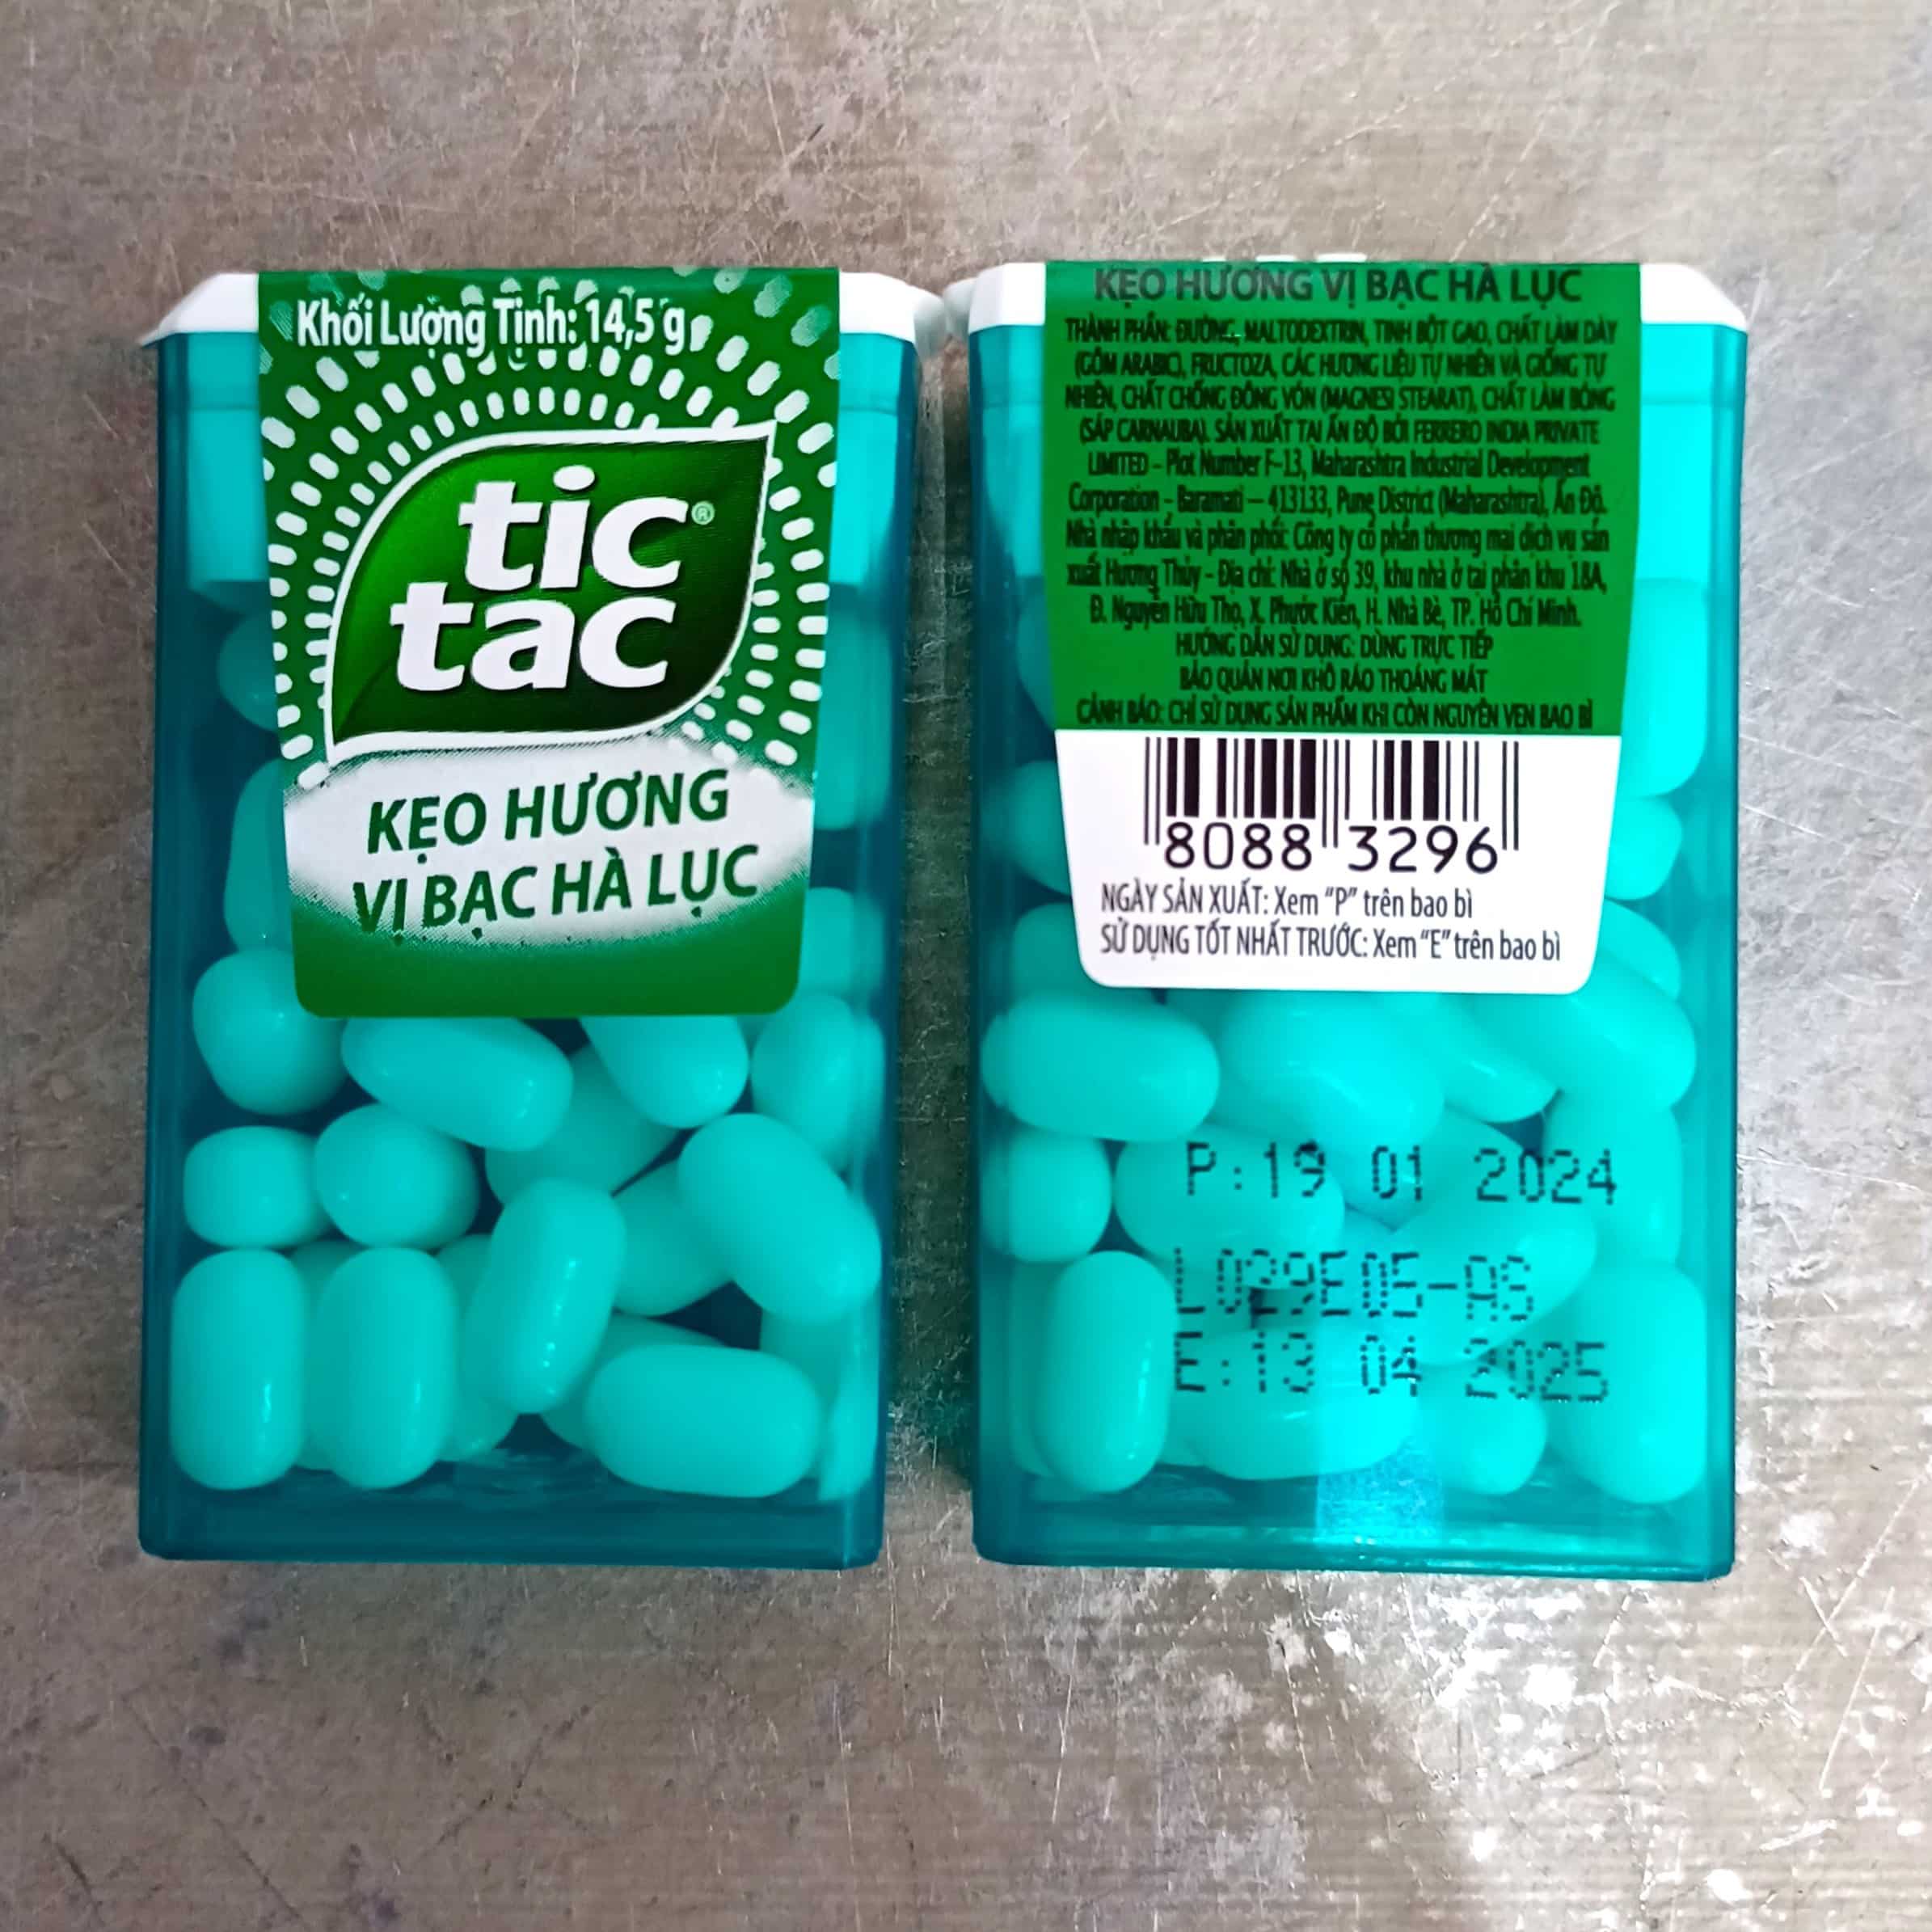 Khối Lượng Tịnh: 14,5 g
tic®
tac
KẸO HƯƠNG
VỊ BẠC HÀ LỤC
KẸO HƯƠNG VỊ BẠC HÀ LỤC
THÀNH PHẦN: ĐƯỜNG, MALTODEXTRIN, TINH BỘT GẠO, CHẤT LÀM DÀY
(GÔM ARABIC), FRUCTOZA, CÁC HƯƠNG LIỆU TỰ NHIÊN VÀ GIỐNG TỰ
NHIÊN, CHẤT CHỐNG ĐÔNG VÓN (MAGNESI STEARAT), CHẤT LÀM BÓNG
(SÁP CARNAUBA). SẢN XUẤT TẠI ẤN ĐỘ BỞI FERRERO INDIA PRIVATE
LIMITED – Plot Number F-13, Maharashtra Industrial Development
Corporation – Baramati – 413133, Pune District (Maharashtra), Ấn Độ.
Nhà nhập khẩu và phân phối: Công ty cổ phần thương mại dịch vụ sản
xuất Hương Thủy – Địa chỉ: Nhà ở số 39, khu nhà ở tại phân khu 18A,
Đ. Nguyễn Hữu Thọ, X. Phước Kiển, H. Nhà Bè, TP. Hồ Chí Minh.
HƯỚNG DẪN SỬ DỤNG: DÙNG TRỰC TIẾP
BẢO QUẢN NƠI KHÔ RÁO THOÁNG MÁT
CẢNH BÁO: CHỈ SỬ DỤNG SẢN PHẨM KHI CÒN NGUYÊN VẸN BAO BÌ
8088 3296
NGÀY SẢN XUẤT: Xem "P" trên bao bì
SỬ DỤNG TỐT NHẤT TRƯỚC: Xem "E" trên bao bì
P:19 01 2024
L029E05-AS
E:13 04 2025